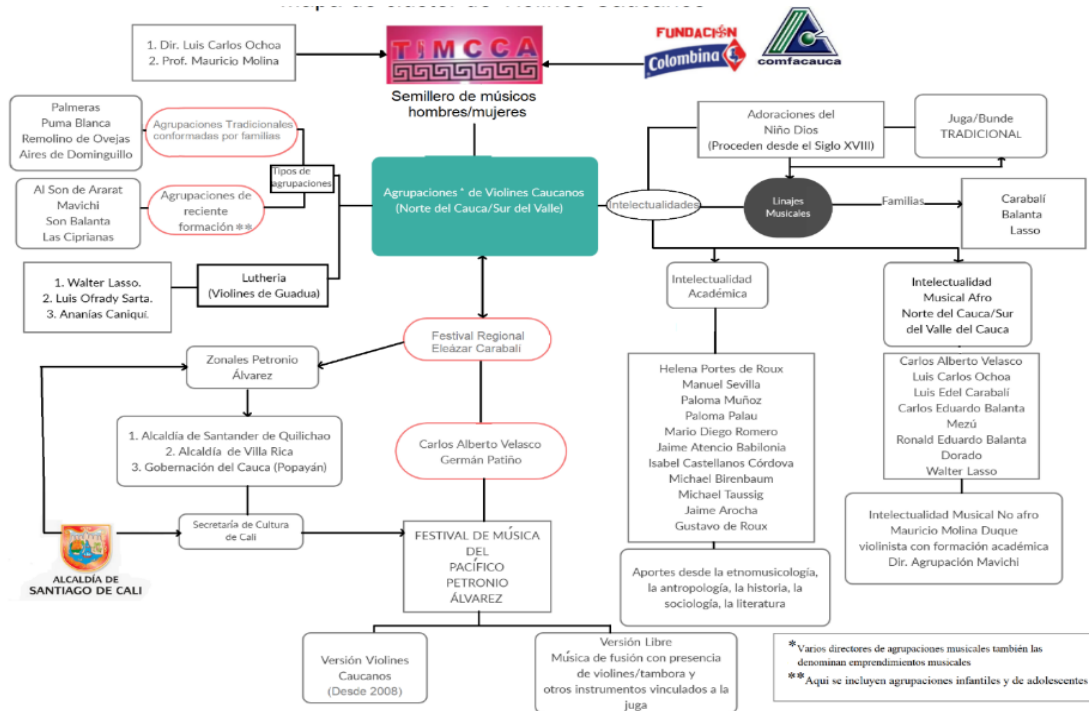 Mapa de clúster de Violines Caucanos
1. Dir. Luis Carlos Ochoa
2. Prof. Mauricio Molina
TIMCCA
FUNDACIÓN
Colombina
comfacauca
Semillero de músicos
hombres/mujeres
Palmeras
Puma Blanca
Remolino de Ovejas
Aires de Dominguillo
Agrupaciones Tradicionales
conformadas por familias
Tipos de
agrupaciones
Al Son de Ararat
Mavichi
Son Balanta
Las Ciprianas
Agrupaciones de
reciente
formación **
Agrupaciones * de Violines Caucanos
(Norte del Cauca/Sur del Valle)
Intelectualidades
Adoraciones del
Niño Dios
(Proceden desde el Siglo XVIII)
Juga/Bunde
TRADICIONAL
Linajes
Musicales
Familias
Carabalí
Balanta
Lasso
1. Walter Lasso.
2. Luis Ofrady Sarta.
3. Ananías Caniquí.
Lutheria
(Violines de Guadua)
Intelectualidad
Académica
Intelectualidad
Musical Afro
Norte del Cauca/Sur
del Valle del Cauca
Festival Regional
Eleázar Carabalí
Zonales Petronio
Álvarez
1. Alcaldía de Santander de Quilichao
2. Alcaldía de Villa Rica
3. Gobernación del Cauca (Popayán)
Carlos Alberto Velasco
Germán Patiño
Helena Portes de Roux
Manuel Sevilla
Paloma Muñoz
Paloma Palau
Mario Diego Romero
Jaime Atencio Babilonia
Isabel Castellanos Córdova
Michael Birenbaum
Michael Taussig
Jaime Arocha
Gustavo de Roux
Carlos Alberto Velasco
Luis Carlos Ochoa
Luis Edel Carabalí
Carlos Eduardo Balanta
Mezú
Ronald Eduardo Balanta
Dorado
Walter Lasso
Secretaría de Cultura
de Cali
ALCALDÍA DE
SANTIAGO DE CALI
FESTIVAL DE MÚSICA
DEL
PACÍFICO
PETRONIO
ÁLVAREZ
Aportes desde la etnomusicología,
la antropología, la historia, la
sociología, la literatura
Intelectualidad Musical No afro
Mauricio Molina Duque
violinista con formación académica
Dir. Agrupación Mavichi
Versión Violines
Caucanos
(Desde 2008)
Versión Libre
Música de fusión con presencia
de violines/tambora y
otros instrumentos vinculados a la
juga
*Varios directores de agrupaciones musicales también las
denominan emprendimientos musicales
**Aqui se incluyen agrupaciones infantiles y de adolescentes